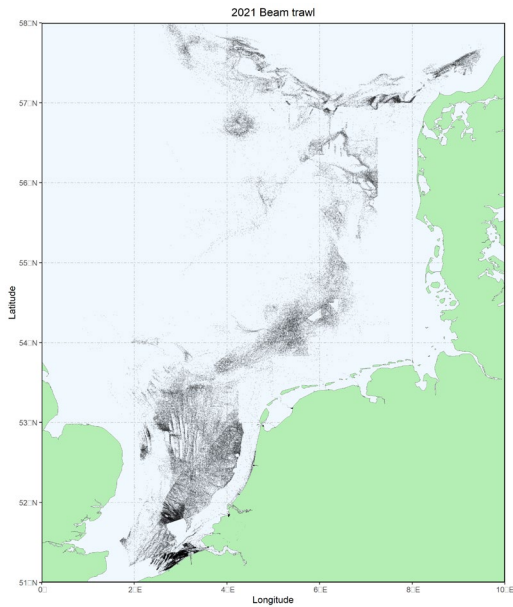 2021 Beam trawl
58□N
57□N
56□N
55□N
54□N
53□N
52□N
51□N
Latitude
0□ 2□E 4□E 6□E 8□E 10□E
Longitude